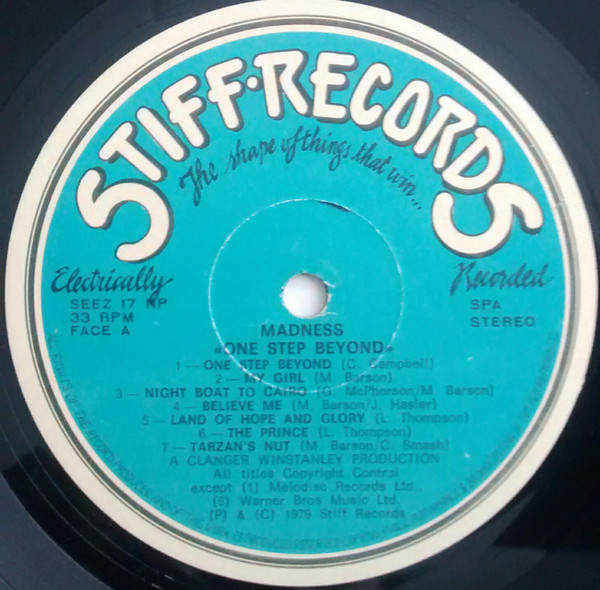 STIFF·RECORDS
The shape of things that win...
Electrically Recorded
SEEZ 17 NP
33 RPM
FACE A
SPA
STEREO
MADNESS
«ONE STEP BEYOND»
1 — ONE STEP BEYOND (C. Campbell)
2 — MY GIRL (M. Barson)
3 — NIGHT BOAT TO CAIRO (G. McPherson/M. Barson)
4 — BELIEVE ME (M. Barson/J. Hasler)
5 — LAND OF HOPE AND GLORY (L. Thompson)
6 — THE PRINCE (L. Thompson)
7 — TARZAN'S NUT (M. Barson/C. Smash)
A CLANGER WINSTANLEY PRODUCTION
All titles Copyright Control
except (1) Melodisc Records Ltd.,
(6) Warner Bros Music Ltd.
(P) & (C) 1979 Stiff Records